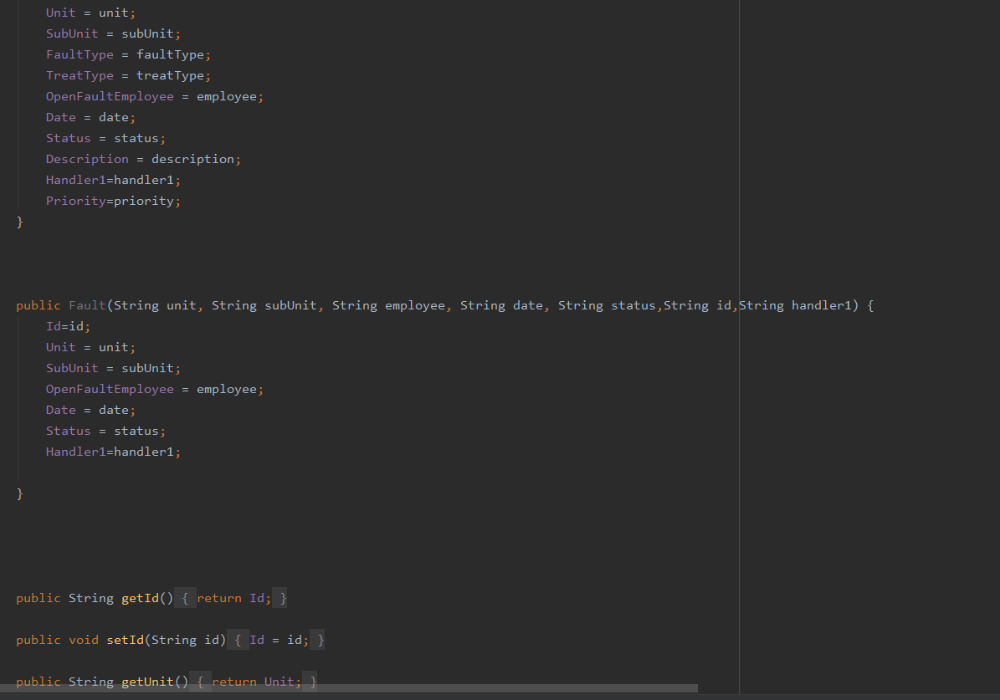 Unit = unit;
SubUnit = subUnit;
FaultType = faultType;
TreatType = treatType;
OpenFaultEmployee = employee;
Date = date;
Status = status;
Description = description;
Handler1=handler1;
Priority=priority;
}
public Fault(String unit, String subUnit, String employee, String date, String status,String id,String handler1) {
Id=id;
Unit = unit;
SubUnit = subUnit;
OpenFaultEmployee = employee;
Date = date;
Status = status;
Handler1=handler1;
}
public String getId() { return Id; }
public void setId(String id) { Id = id; }
public String getUnit() { return Unit; }